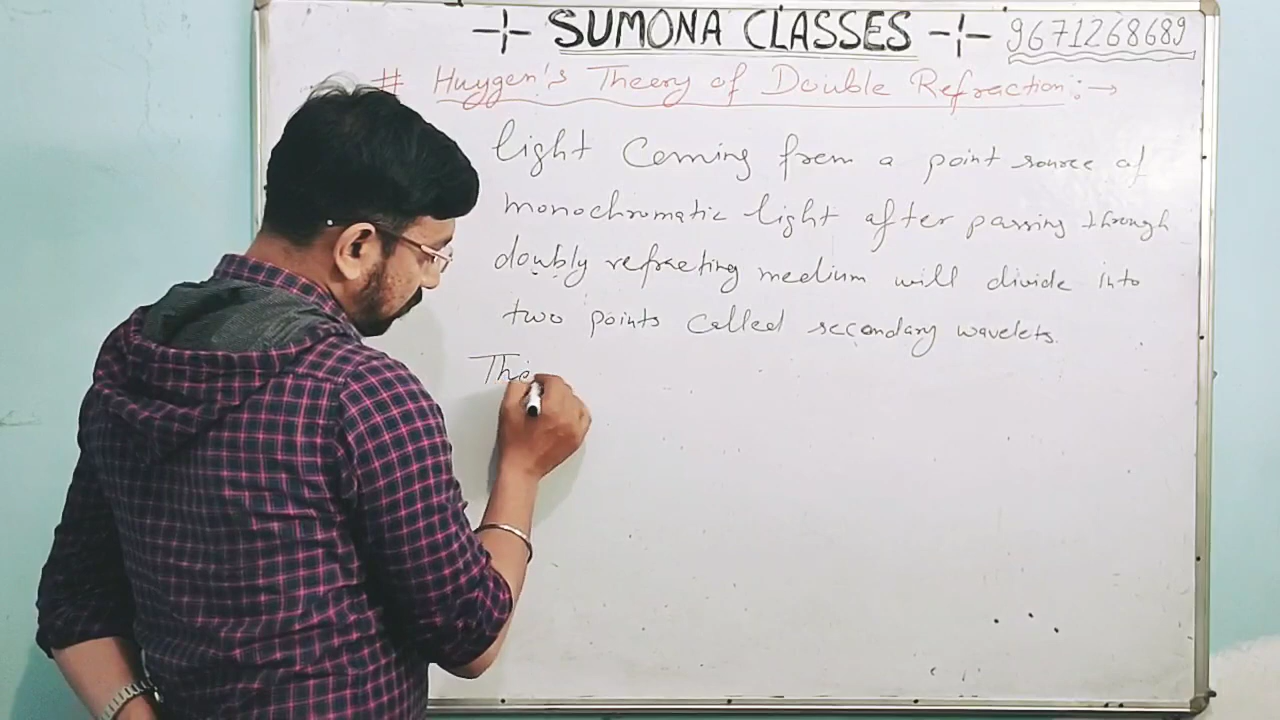 SUMONA CLASSES 9671268689
# Huygen's Theory of Double Refraction :→
light Coming from a point source of
monochromatic light after passing through
doubly refracting medium will divide into
two points called secondary wavelets.
The